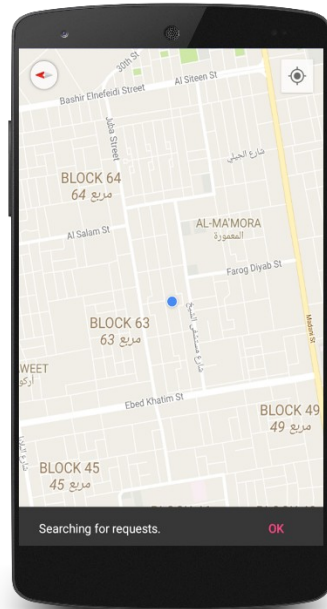 30th St
Al Siteen St
Bashir Elnefeidi Street
Juba Street
شارع الجيلي
BLOCK 64
مربع 64
AL-MA'MORA
المعمورة
Al Salam St
Farog Diyab St
BLOCK 63
مربع 63
Madani St
WEET
أركو
Ebed Khatim St
BLOCK 49
مربع 49
BLOCK 45
مربع 45
Searching for requests.
OK